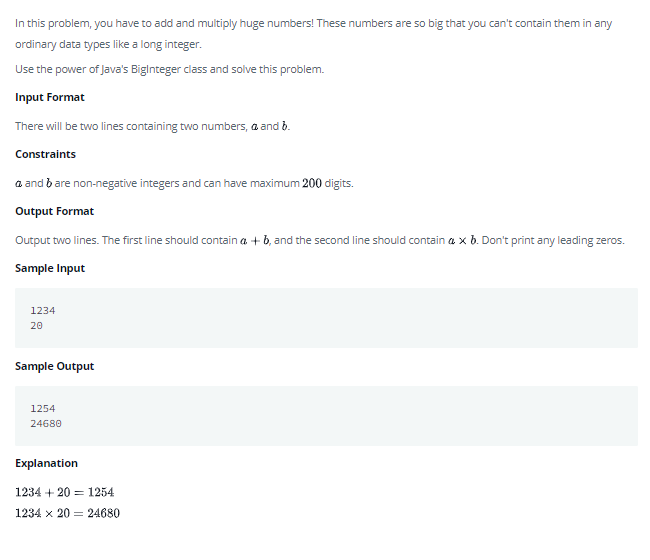 In this problem, you have to add and multiply huge numbers! These numbers are so big that you can't contain them in any
ordinary data types like a long integer.
Use the power of Java's BigInteger class and solve this problem.
Input Format
There will be two lines containing two numbers, a and b.
Constraints
a and b are non-negative integers and can have maximum 200 digits.
Output Format
Output two lines. The first line should contain a + b, and the second line should contain a × b. Don't print any leading zeros.
Sample Input
1234
20
Sample Output
1254
24680
Explanation
1234 + 20 = 1254
1234 × 20 = 24680